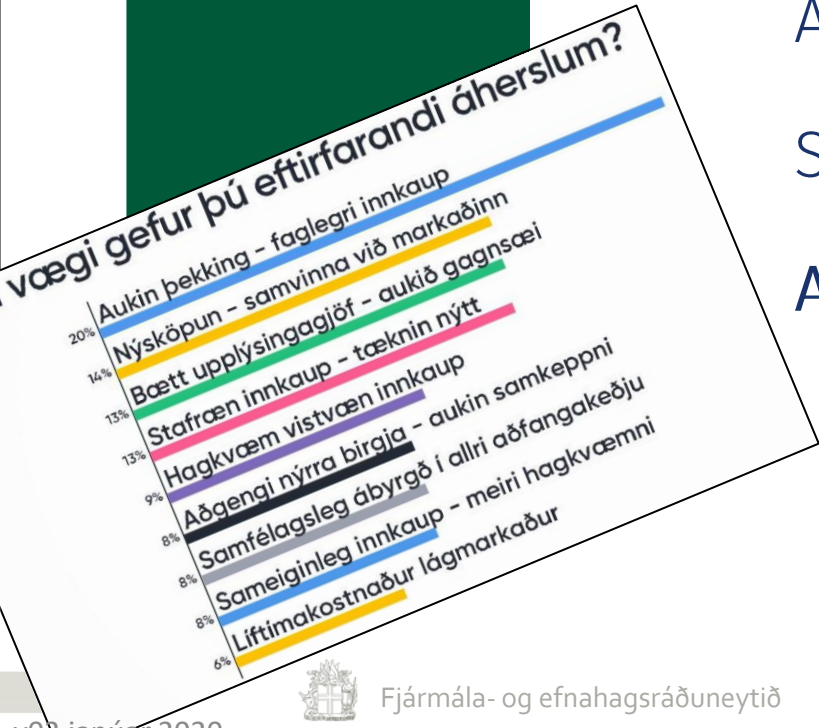 vægi gefur þú eftirfarandi áherslum?
20% Aukin þekking - faglegri innkaup
14% Nýsköpun - samvinna við markaðinn
13% Bætt upplýsingagjöf - aukið gagnsæi
13% Stafræn innkaup - tæknin nýtt
9% Hagkvæm vistvæn innkaup
8% Aðgengi nýrra birgja - aukin samkeppni
8% Samfélagsleg ábyrgð í allri aðfangakeðju
8% Sameiginleg innkaup - meiri hagkvæmni
6% Líftímakostnaður lágmarkaður
A
S
A
Fjármála- og efnahagsráðuneytið